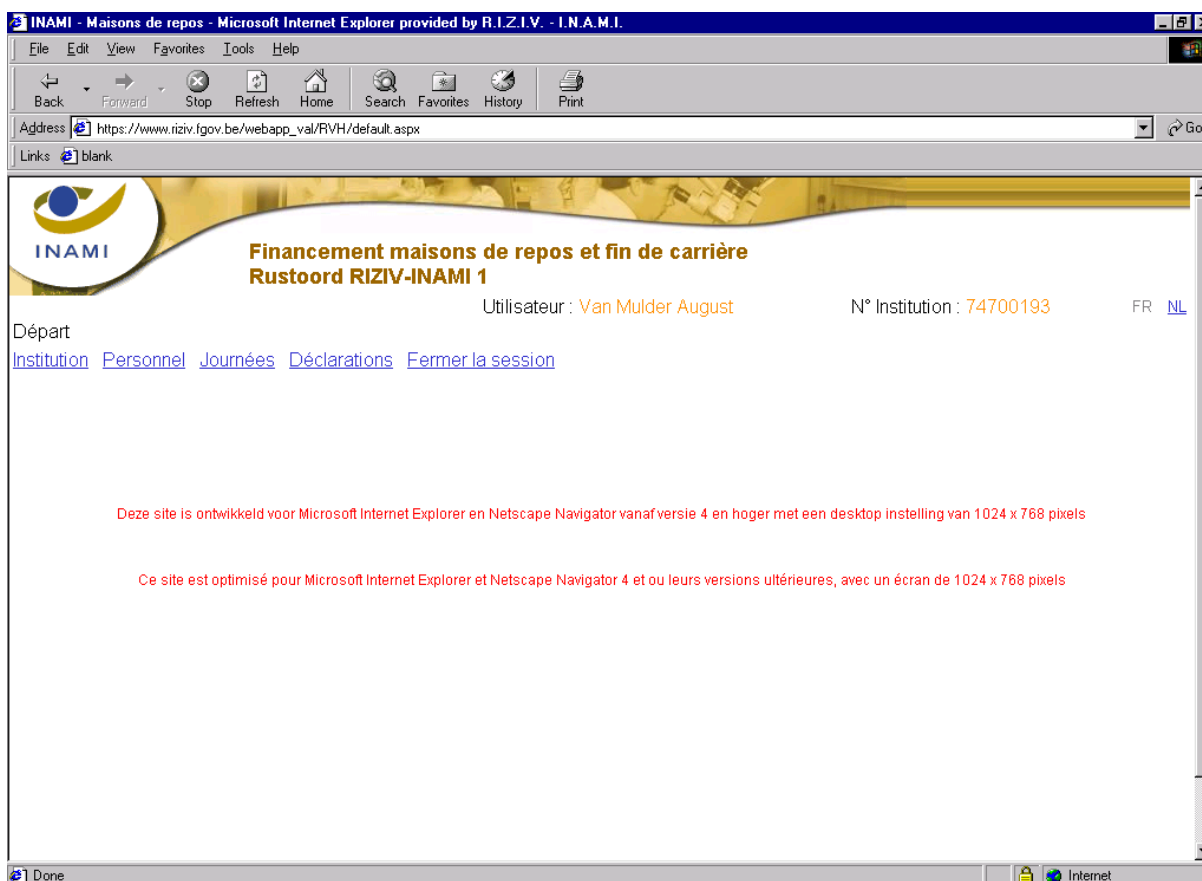 INAMI - Maisons de repos - Microsoft Internet Explorer provided by R.I.Z.I.V. - I.N.A.M.I.
File Edit View Favorites Tools Help
Back Forward Stop Refresh Home Search Favorites History Print
Address https://www.riziv.fgov.be/webapp_val/RVH/default.aspx Go
Links blank
INAMI
Financement maisons de repos et fin de carrière
Rustoord RIZIV-INAMI 1
Utilisateur : Van Mulder August N° Institution : 74700193 FR NL
Départ
Institution Personnel Journées Déclarations Fermer la session
Deze site is ontwikkeld voor Microsoft Internet Explorer en Netscape Navigator vanaf versie 4 en hoger met een desktop instelling van 1024 x 768 pixels
Ce site est optimisé pour Microsoft Internet Explorer et Netscape Navigator 4 et ou leurs versions ultérieures, avec un écran de 1024 x 768 pixels
Done Internet